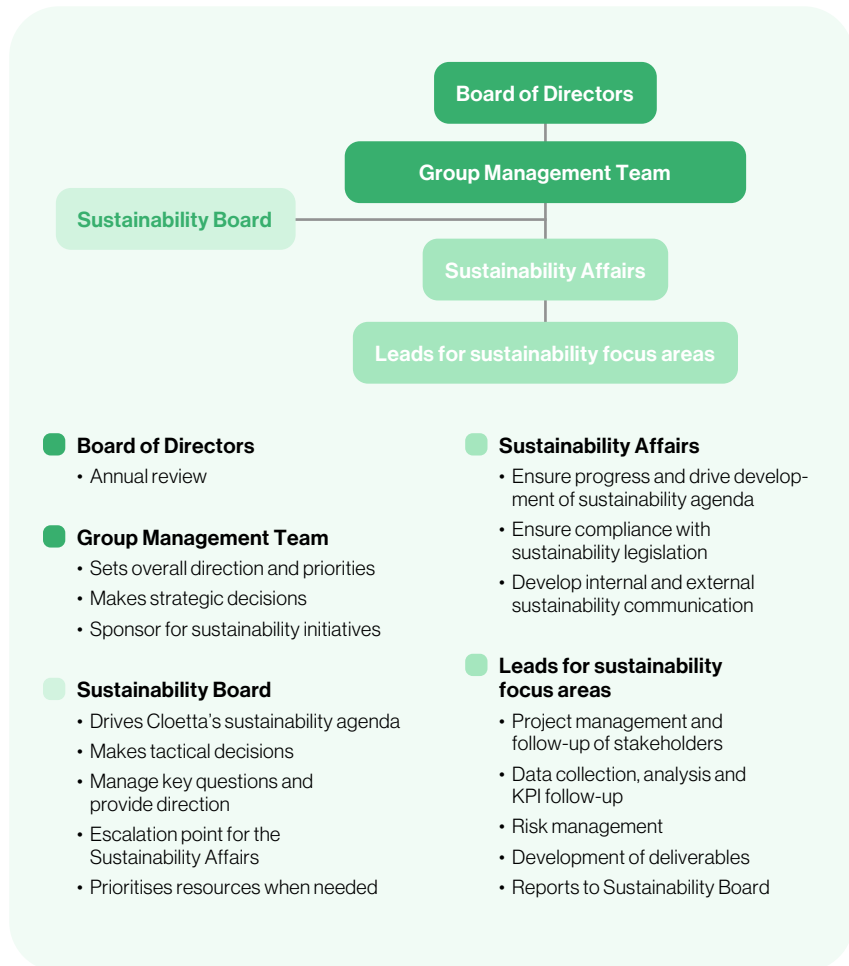 Board of Directors
Group Management Team
Sustainability Board
Sustainability Affairs
Leads for sustainability focus areas
Board of Directors
• Annual review
Group Management Team
• Sets overall direction and priorities
• Makes strategic decisions
• Sponsor for sustainability initiatives
Sustainability Board
• Drives Cloetta's sustainability agenda
• Makes tactical decisions
• Manage key questions and
provide direction
• Escalation point for the
Sustainability Affairs
• Prioritises resources when needed
Sustainability Affairs
• Ensure progress and drive develop-
ment of sustainability agenda
• Ensure compliance with
sustainability legislation
• Develop internal and external
sustainability communication
Leads for sustainability
focus areas
• Project management and
follow-up of stakeholders
• Data collection, analysis and
KPI follow-up
• Risk management
• Development of deliverables
• Reports to Sustainability Board